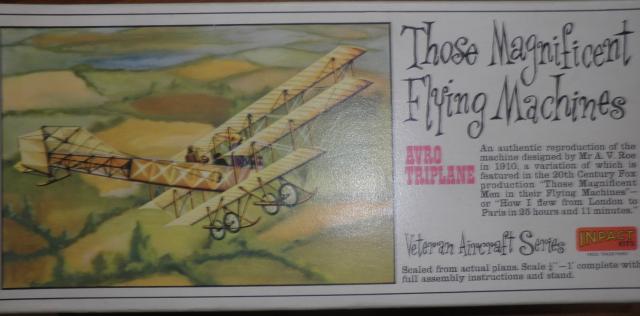 Those Magnificent
Flying Machines
AVRO
TRIPLANE
An authentic reproduction of the
machine designed by Mr A. V. Roe
in 1910, a variation of which is
featured in the 20th Century Fox
production "Those Magnificent
Men in their Flying Machines"—
or "How I flew from London to
Paris in 25 hours and 11 minutes."
Veteran Aircraft Series
INPACT
KITS
Scaled from actual plans. Scale ¼"–1' complete with
full assembly instructions and stand.